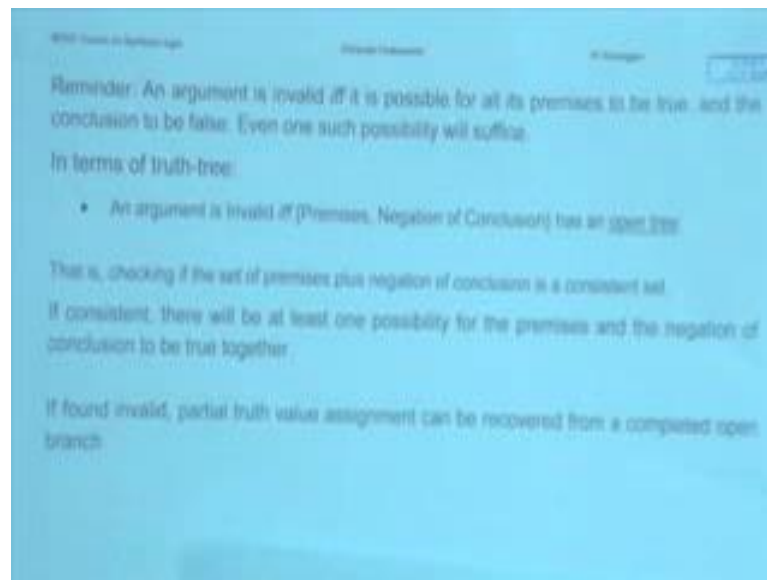 Reminder: An argument is invalid iff it is possible for all its premises to be true, and the
conclusion to be false. Even one such possibility will suffice.
In terms of truth-tree:
• An argument is Invalid iff {Premises, Negation of Conclusion} has an open tree
That is, checking if the set of premises plus negation of conclusion is a consistent set.
If consistent, there will be at least one possibility for the premises and the negation of
conclusion to be true together.
If found invalid, partial truth value assignment can be recovered from a completed open
branch